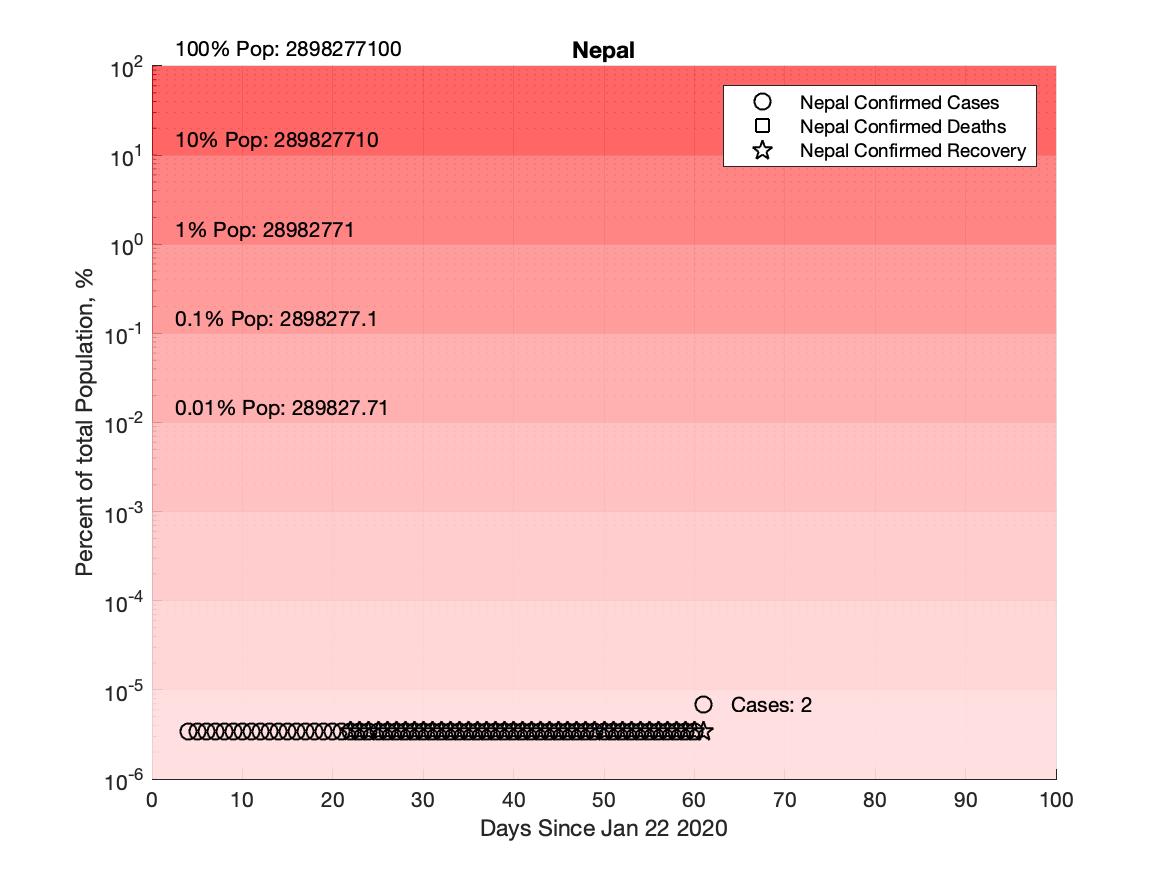 100% Pop: 2898277100
Nepal
10% Pop: 289827710
1% Pop: 28982771
0.1% Pop: 2898277.1
0.01% Pop: 289827.71
Nepal Confirmed Cases
Nepal Confirmed Deaths
Nepal Confirmed Recovery
Percent of total Population, %
10^2
10^1
10^0
10^-1
10^-2
10^-3
10^-4
10^-5
10^-6
Cases: 2
0 10 20 30 40 50 60 70 80 90 100
Days Since Jan 22 2020